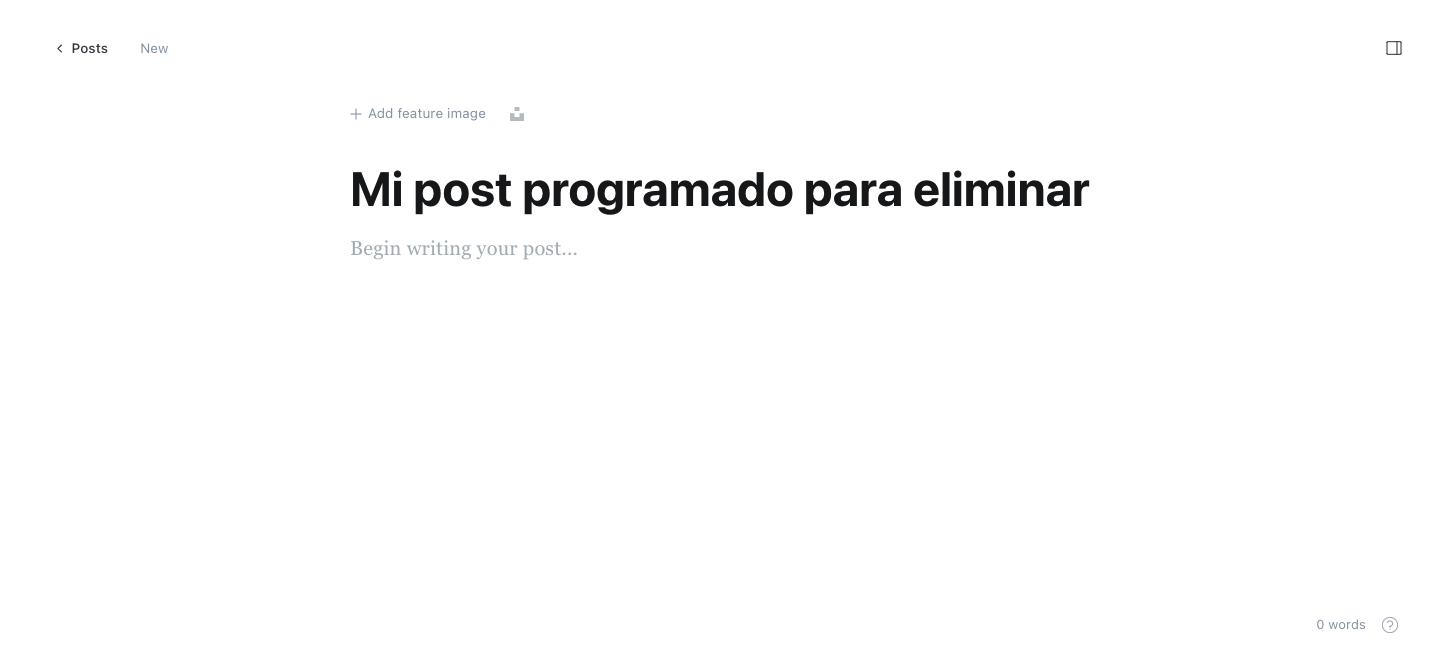 Posts New
Add feature image
Mi post programado para eliminar
Begin writing your post...
0 words ?